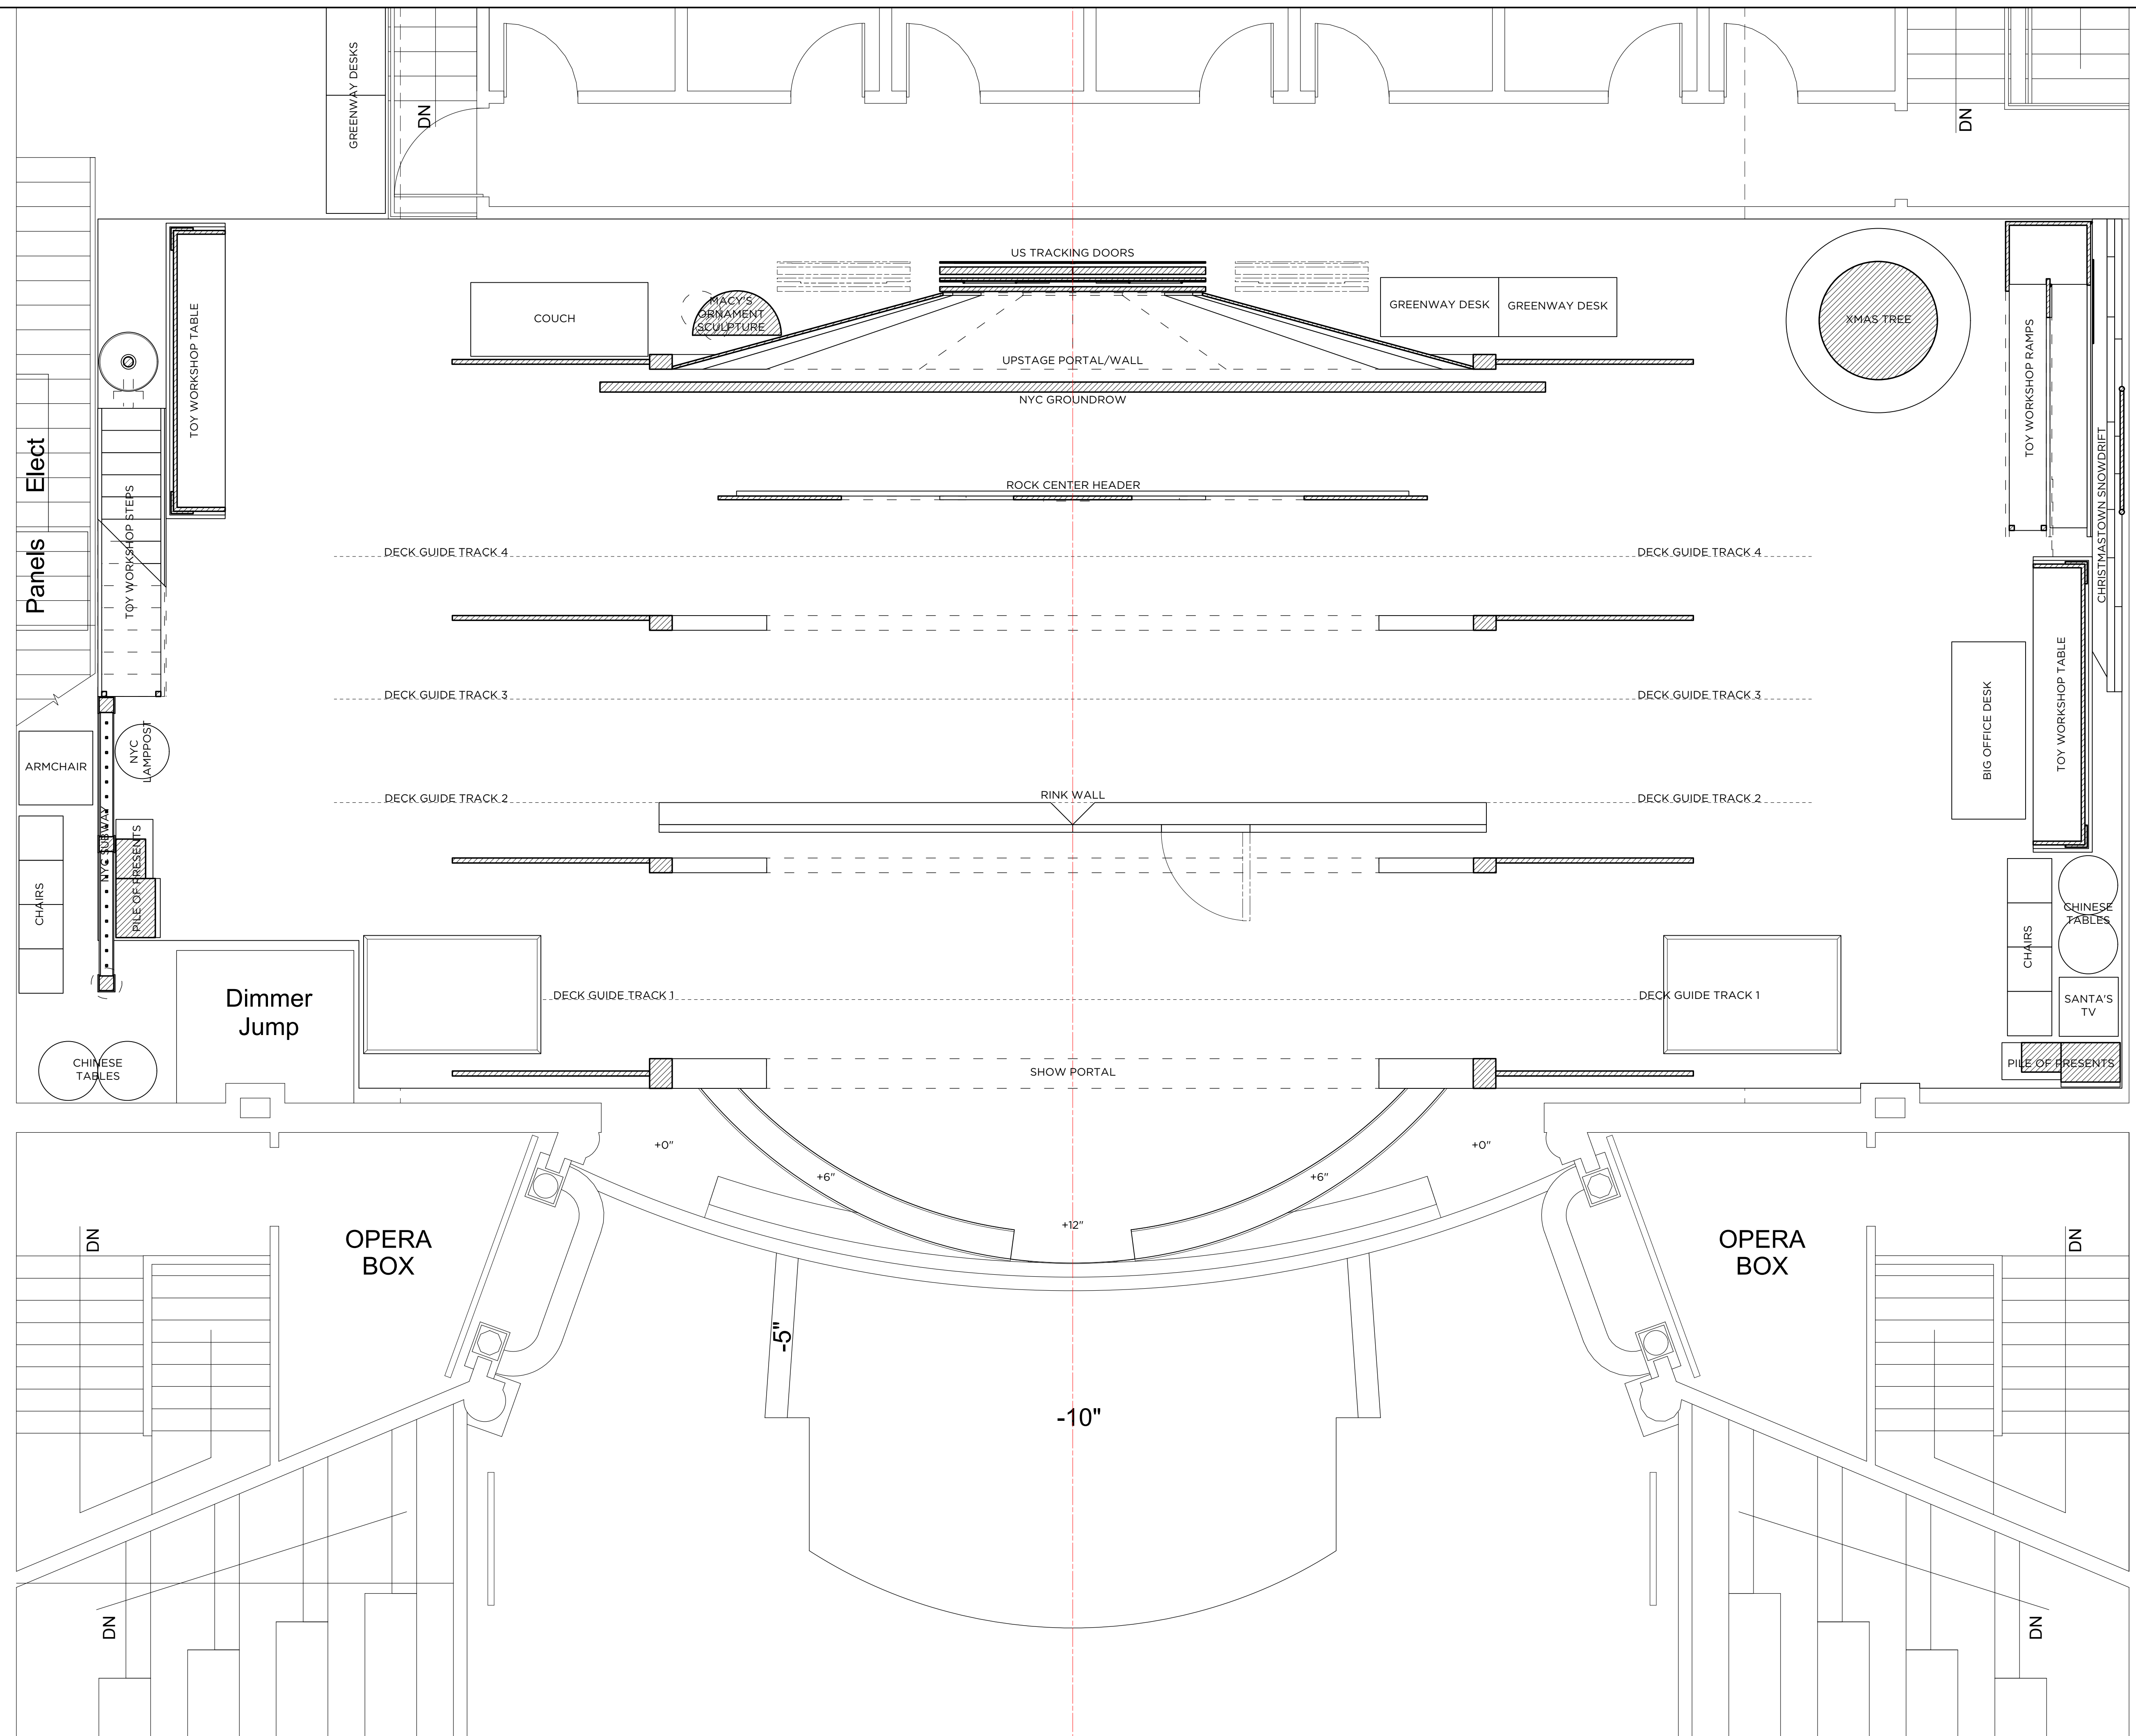 GREENWAY DESKS
DN
DN
US TRACKING DOORS
MACY'S
ORNAMENT
SCULPTURE
COUCH
GREENWAY DESK
GREENWAY DESK
XMAS TREE
TOY WORKSHOP TABLE
UPSTAGE PORTAL/WALL
NYC GROUNDROW
TOY WORKSHOP RAMPS
CHRISTMASTOWN SNOWDRIFT
Panels Elect
TOY WORKSHOP STEPS
ROCK CENTER HEADER
DECK GUIDE TRACK 4
DECK GUIDE TRACK 4
DECK GUIDE TRACK 3
DECK GUIDE TRACK 3
ARMCHAIR
NYC
LAMPPOST
BIG OFFICE DESK
TOY WORKSHOP TABLE
DECK GUIDE TRACK 2
RINK WALL
DECK GUIDE TRACK 2
NYC SUBWAY
PILE OF PRESENTS
CHAIRS
CHINESE
TABLES
CHAIRS
Dimmer
Jump
DECK GUIDE TRACK 1
DECK GUIDE TRACK 1
SANTA'S
TV
CHINESE
TABLES
SHOW PORTAL
PILE OF PRESENTS
+0"
+0"
+6"
+6"
+12"
DN
OPERA
BOX
OPERA
BOX
DN
-5"
-10"
DN
DN